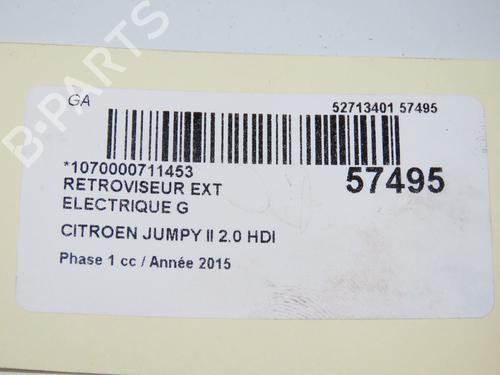 GA
52713401 57495
*1070000711453
57495
RETROVISEUR EXT
ELECTRIQUE G
CITROEN JUMPY II 2.0 HDI
Phase 1 cc / Année 2015
B-PARTS